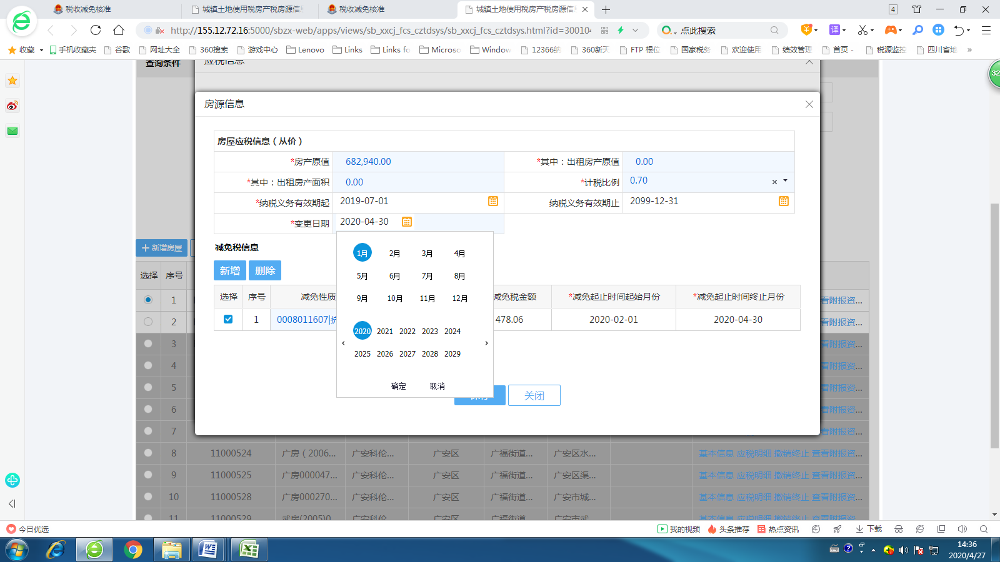 税收减免核准
城镇土地使用税房产税房源信
税收减免核准
城镇土地使用税房产税房源信
4
http://155.12.72.16:5000/sbzx-web/apps/views/sb_xxcj_fcs_cztdsys/sb_xxcj_fcs_cztdsys.html?id=30010
点此搜索
译
收藏
手机收藏夹
谷歌
网址大全
360搜索
游戏中心
Lenovo
Links
Links fo
Microso
Window
12366纳
360新天
FTP 根位
国家税务
欢迎使用
绩效管理
首页 -
税源监控
四川省地
»
查询条件
应税信息
32
房源信息
房屋应税信息（从价）
*房产原值 682,940.00 *其中：出租房产原值 0.00
*其中：出租房产面积 0.00 *计税比例 0.70
*纳税义务有效期起 2019-07-01 纳税义务有效期止 2099-12-31
*变更日期 2020-04-30
1月 2月 3月 4月
5月 6月 7月 8月
9月 10月 11月 12月
2020 2021 2022 2023 2024
2025 2026 2027 2028 2029
确定 取消
减免税信息
新增 删除
选择 序号 减免性质 减免税金额 *减免起止时间起始月份 *减免起止时间终止月份
1 0008011607|抗 478.06 2020-02-01 2020-04-30
关闭
新增房屋
选择 序号
1 看附报资...
2 看附报资...
3 看附报资...
4 看附报资...
5 看附报资...
6 看附报资...
7 看附报资...
8 11000524 广房（2006... 广安科伦... 广安区 广福街道... 广安区水... 基本信息 应税明细 撤销终止 查看附报资...
9 11000525 广房000047... 广安科伦... 广安区 广福街道... 广安区渠... 基本信息 应税明细 撤销终止 查看附报资...
10 11000528 广房000270... 广安科伦... 广安区 广福街道... 广安市城... 基本信息 应税明细 撤销终止 查看附报资...
11 11000529 武房(2005)0 广安科伦 广安区 广福街道 广安市武 基本信息 应税明细 撤销终止 查看附报资
今日优选
我的视频
头条推荐
热点资讯
下载
14:36
2020/4/27